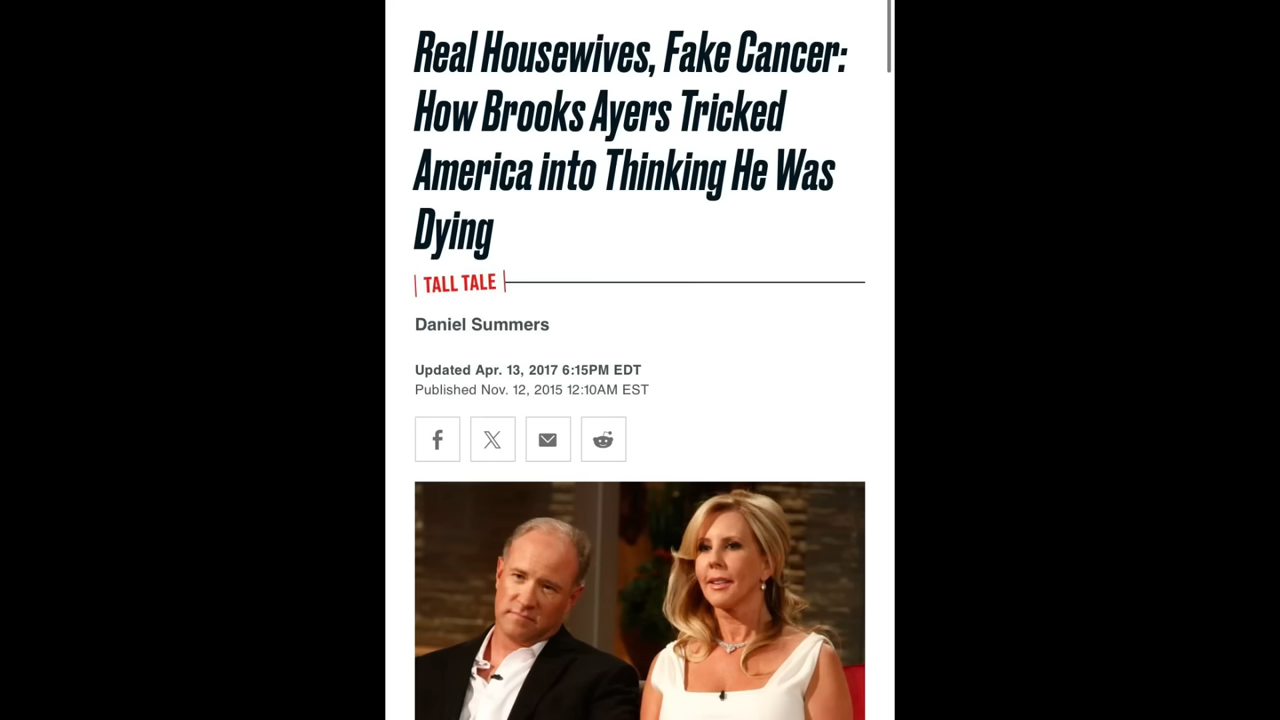 Real Housewives, Fake Cancer:
How Brooks Ayers Tricked
America into Thinking He Was
Dying
TALL TALE
Daniel Summers
Updated Apr. 13, 2017 6:15PM EDT
Published Nov. 12, 2015 12:10AM EST